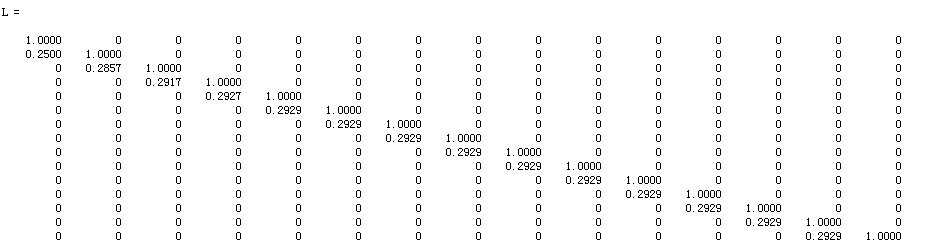 L =
1.0000 0 0 0 0 0 0 0 0 0 0 0 0 0 0
0.2500 1.0000 0 0 0 0 0 0 0 0 0 0 0 0 0
0 0.2857 1.0000 0 0 0 0 0 0 0 0 0 0 0 0
0 0 0.2917 1.0000 0 0 0 0 0 0 0 0 0 0 0
0 0 0 0.2927 1.0000 0 0 0 0 0 0 0 0 0 0
0 0 0 0 0.2929 1.0000 0 0 0 0 0 0 0 0 0
0 0 0 0 0 0.2929 1.0000 0 0 0 0 0 0 0 0
0 0 0 0 0 0 0.2929 1.0000 0 0 0 0 0 0 0
0 0 0 0 0 0 0 0.2929 1.0000 0 0 0 0 0 0
0 0 0 0 0 0 0 0 0.2929 1.0000 0 0 0 0 0
0 0 0 0 0 0 0 0 0 0.2929 1.0000 0 0 0 0
0 0 0 0 0 0 0 0 0 0 0.2929 1.0000 0 0 0
0 0 0 0 0 0 0 0 0 0 0 0.2929 1.0000 0 0
0 0 0 0 0 0 0 0 0 0 0 0 0.2929 1.0000 0
0 0 0 0 0 0 0 0 0 0 0 0 0 0.2929 1.0000